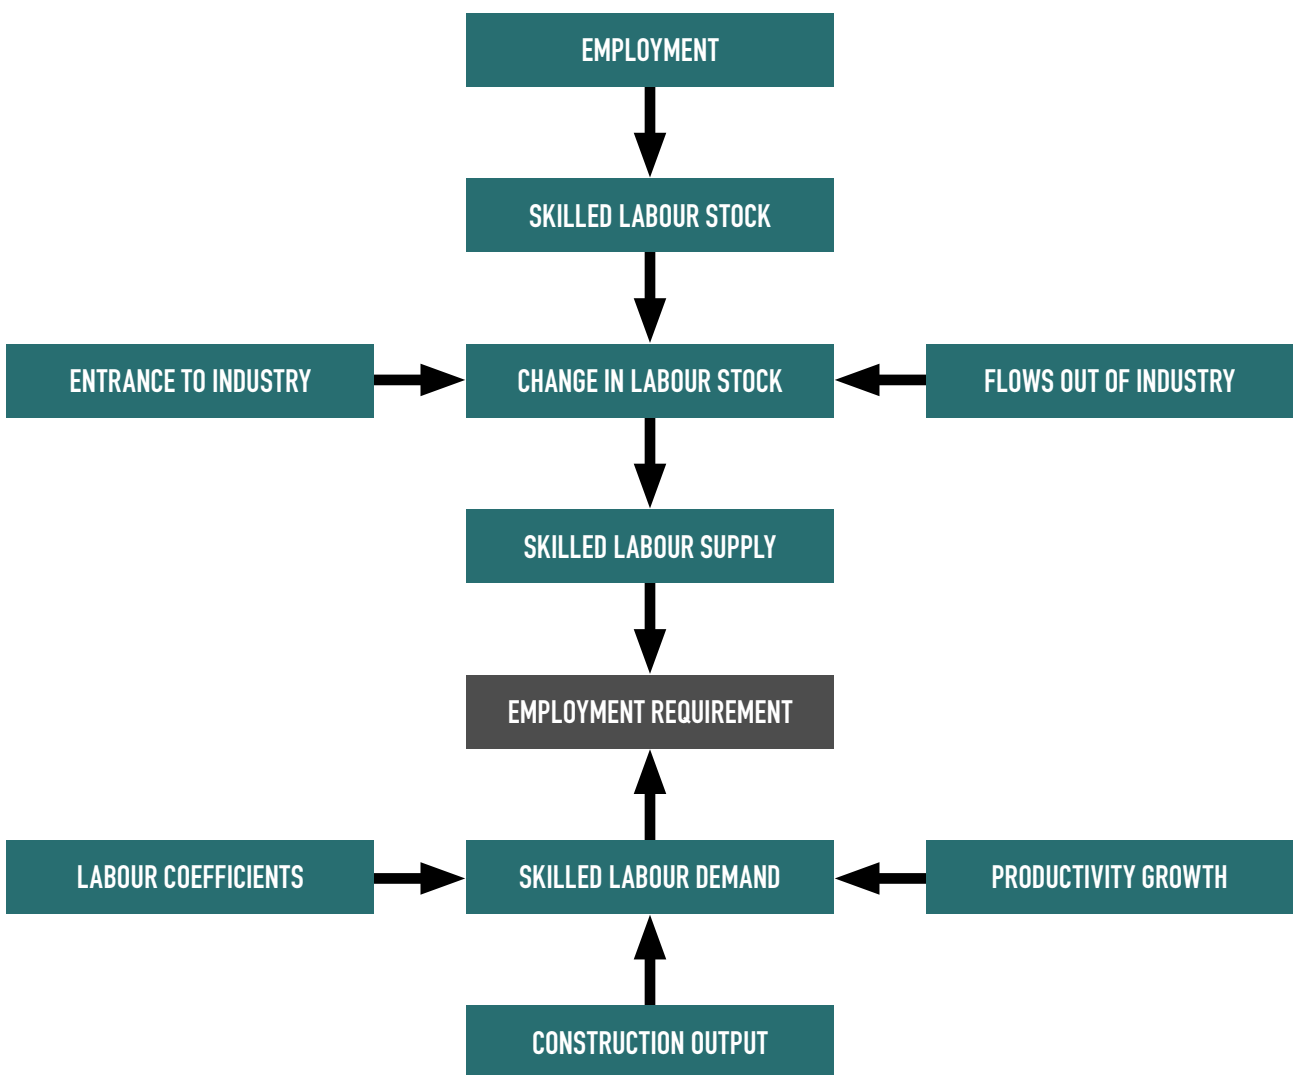 EMPLOYMENT
SKILLED LABOUR STOCK
ENTRANCE TO INDUSTRY
CHANGE IN LABOUR STOCK
FLOWS OUT OF INDUSTRY
SKILLED LABOUR SUPPLY
EMPLOYMENT REQUIREMENT
LABOUR COEFFICIENTS
SKILLED LABOUR DEMAND
PRODUCTIVITY GROWTH
CONSTRUCTION OUTPUT